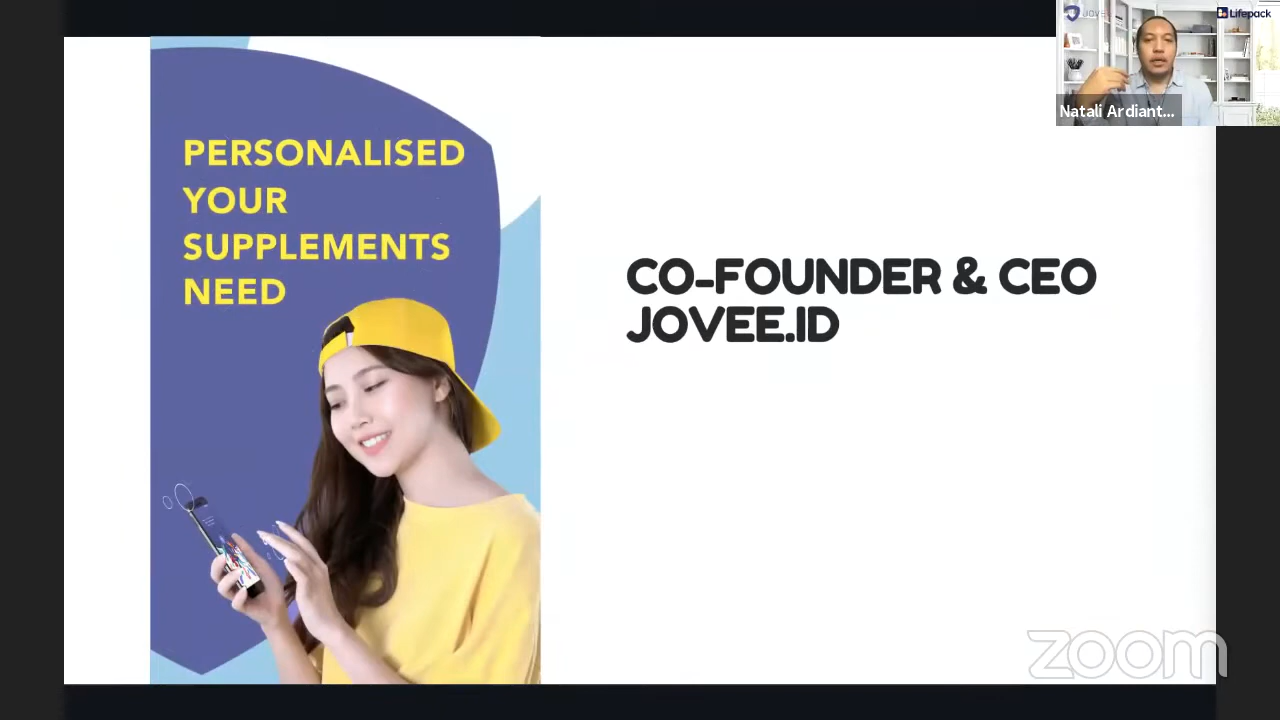 PERSONALISED
YOUR
SUPPLEMENTS
NEED
CO-FOUNDER & CEO
JOVEE.ID
Lifepack
Natali Ardiant...
zoom